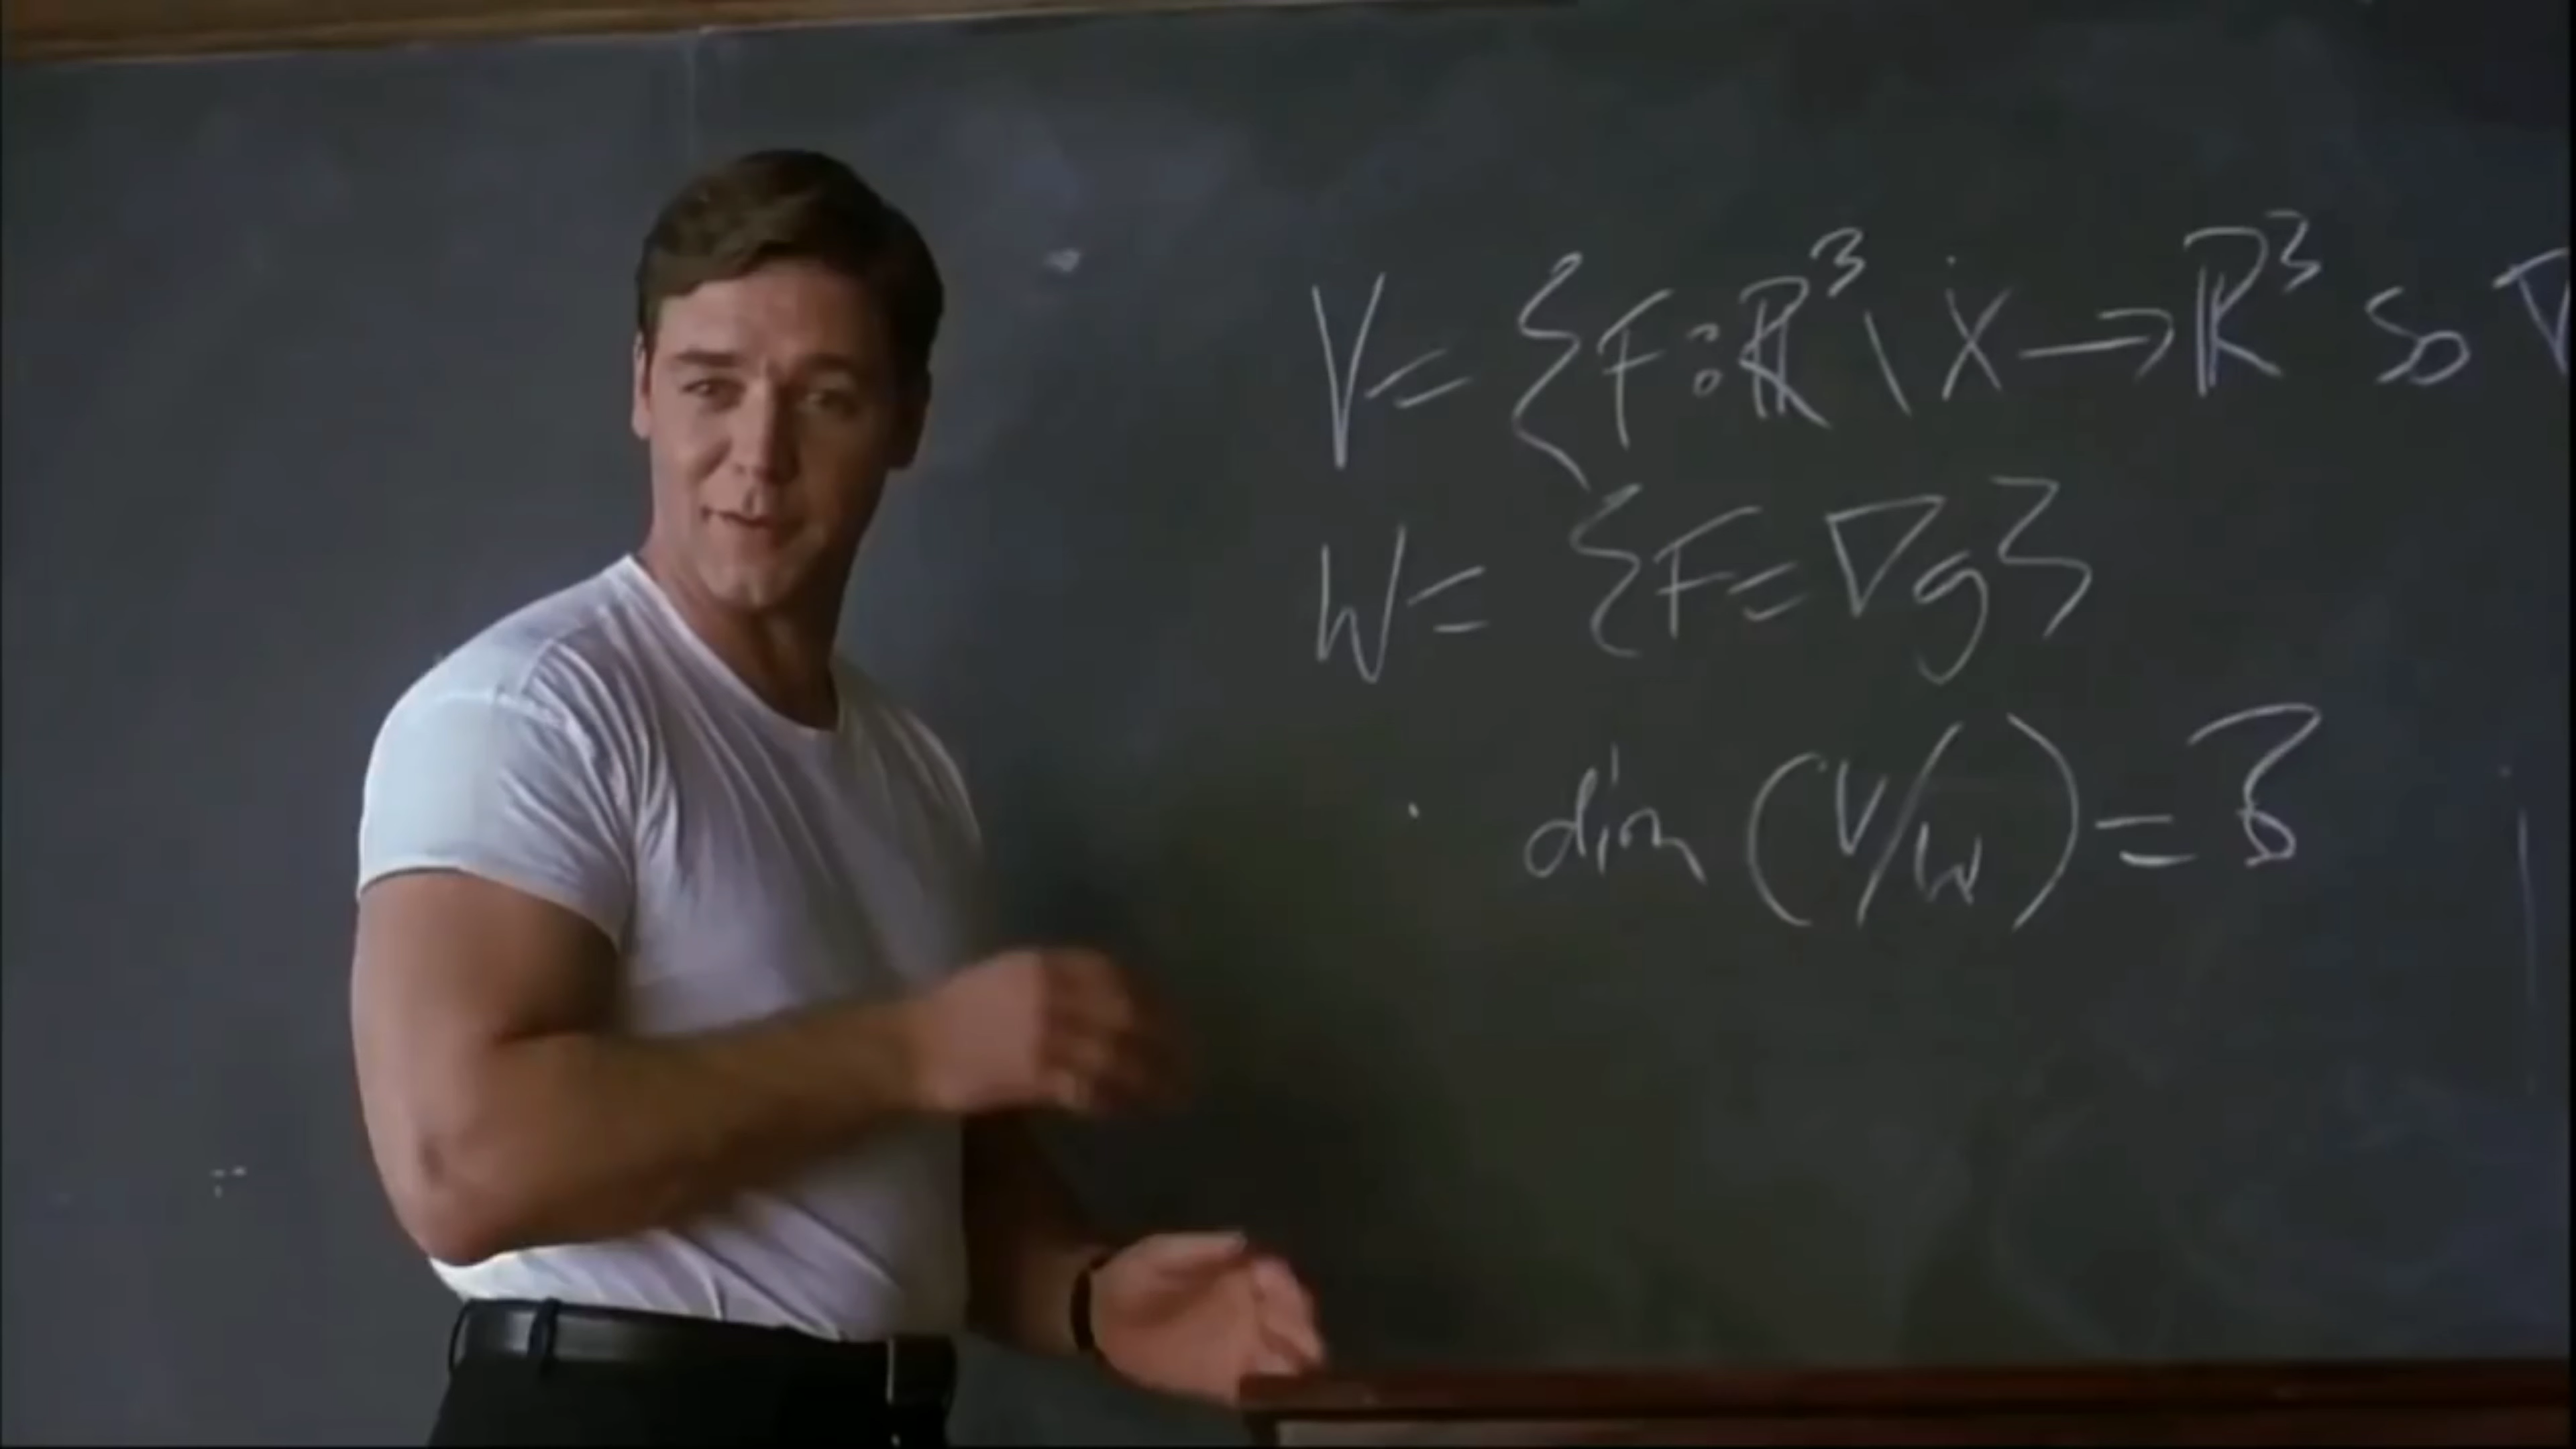 V = {F : ℝ³ \ X → ℝ³ so ∇
W = {F = ∇g}
dim (V/W) = 8